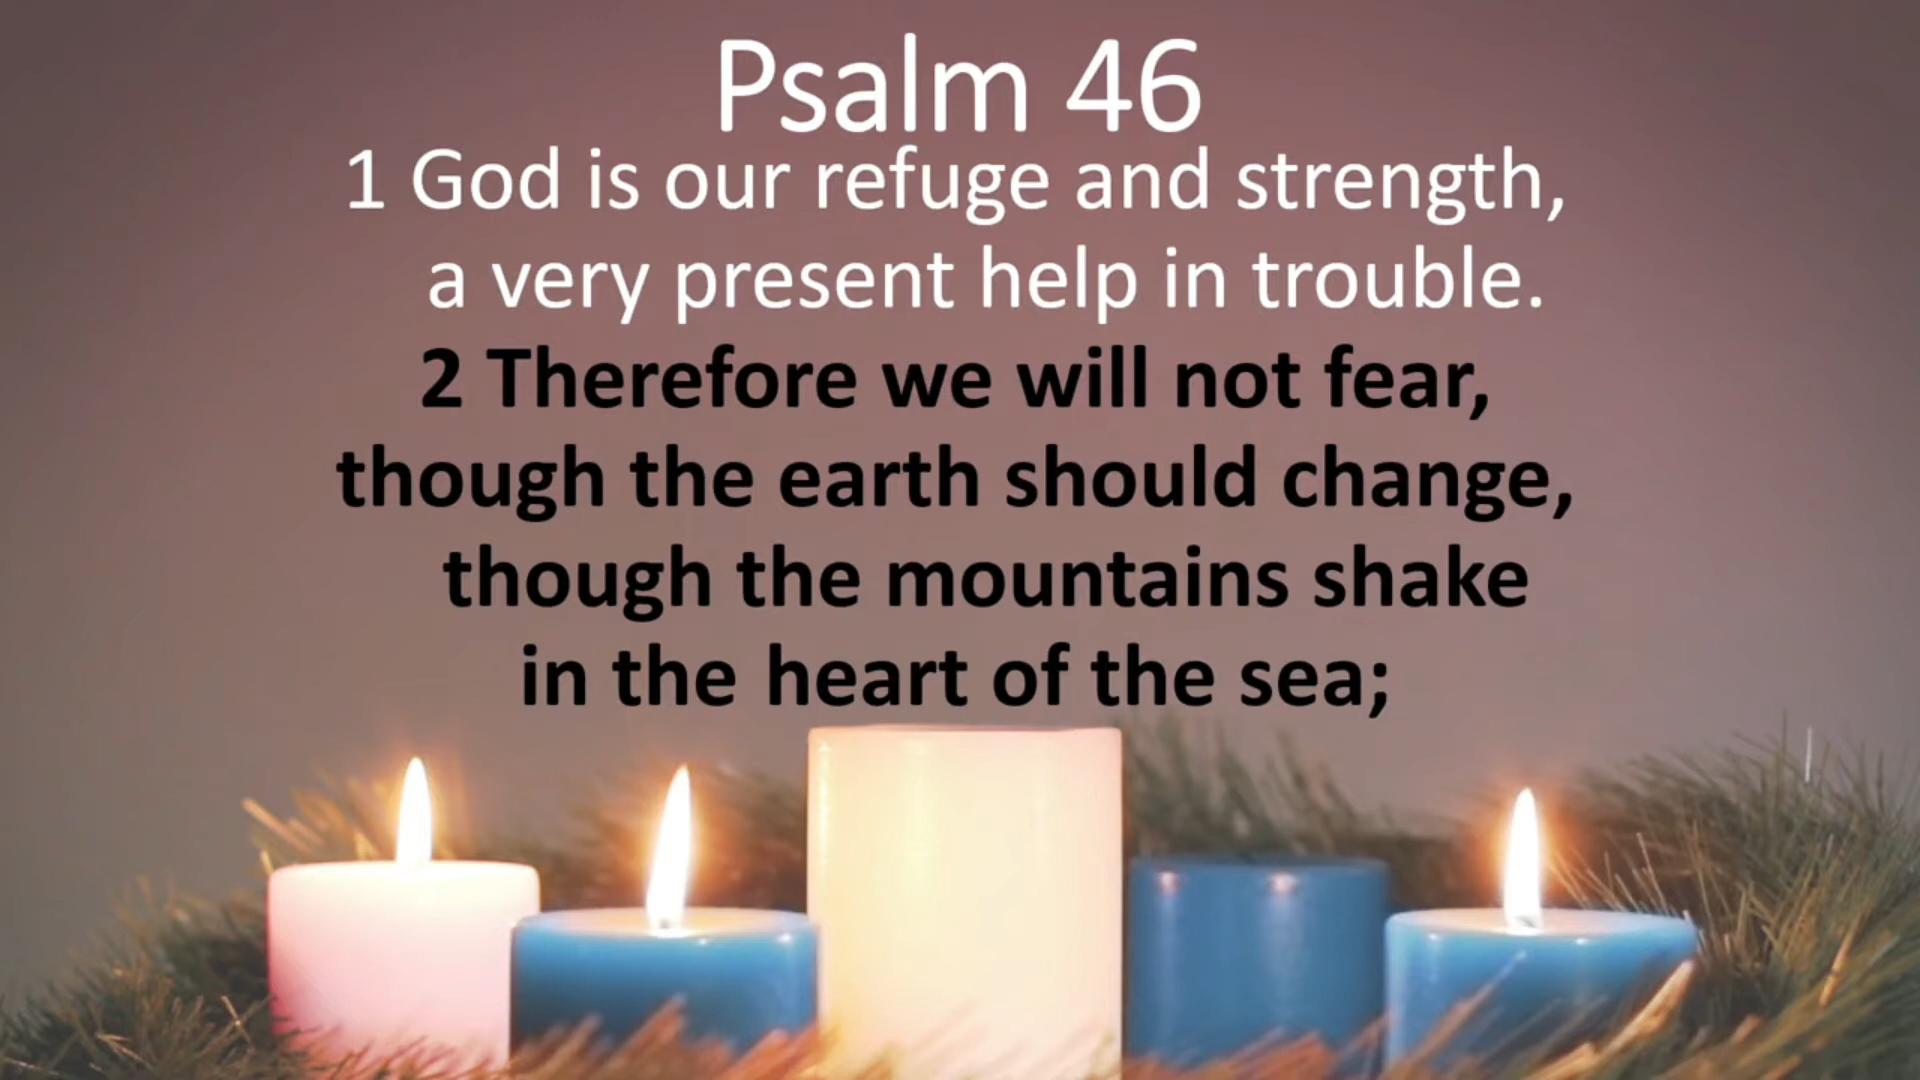 Psalm 46
1 God is our refuge and strength,
a very present help in trouble.
2 Therefore we will not fear,
though the earth should change,
though the mountains shake
in the heart of the sea;